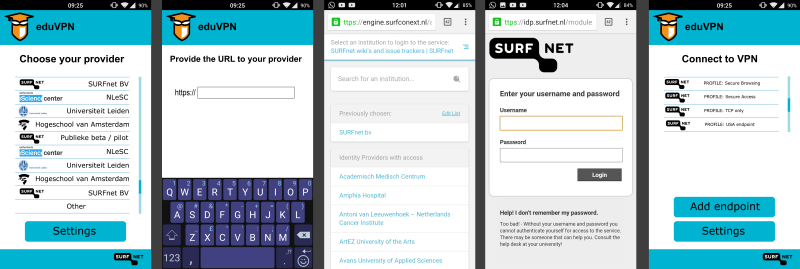 09:25
90%
eduVPN
Choose your provider
SURF NET
SURFnet BV
eScience center
NLeSC
Universiteit Leiden
Hogeschool van Amsterdam
SURF NET
Publieke beta / pilot
eScience center
NLeSC
Universiteit Leiden
Hogeschool van Amsterdam
SURF NET
SURFnet BV
Other
Settings
SURF NET
09:25
90%
eduVPN
Provide the URL to your provider
https://
Q W E R T Y U I O P
A S D F G H J K L
Z X C V B N M
123
12:01
84%
ttps://engine.surfconext.nl/
Select an institution to login to the service:
SURFnet wiki's and issue trackers | SURFnet
Search for an institution...
Previously chosen:
Edit List
SURFnet bv
Identity Providers with access
Academisch Medisch Centrum
Amphia Hospital
Antoni van Leeuwenhoek – Netherlands
Cancer Institute
ArtEZ University of the Arts
Avans University of Applied Sciences
12:04
85%
ttps://idp.surfnet.nl/module
SURF NET
Enter your username and password
Username
Password
Login
Help! I don't remember my password.
Too bad! - Without your username and password you
cannot authenticate yourself for access to the service.
There may be someone that can help you. Consult the
help desk at your university!
09:25
90%
eduVPN
Connect to VPN
SURF NET
PROFILE: Secure Browsing
SURF NET
PROFILE: Secure Access
SURF NET
PROFILE: TCP only
SURF NET
PROFILE: USA endpoint
Add endpoint
Settings
SURF NET